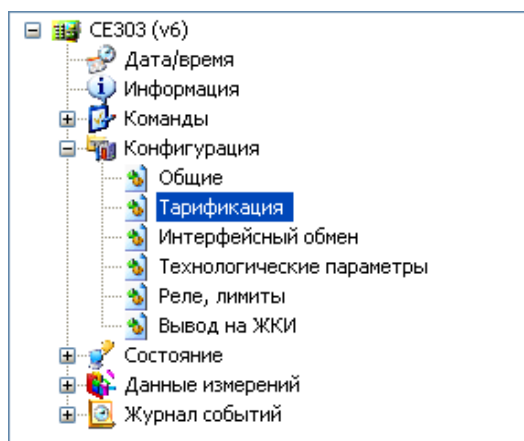 CE303 (v6)
Дата/время
Информация
Команды
Конфигурация
Общие
Тарификация
Интерфейсный обмен
Технологические параметры
Реле, лимиты
Вывод на ЖКИ
Состояние
Данные измерений
Журнал событий